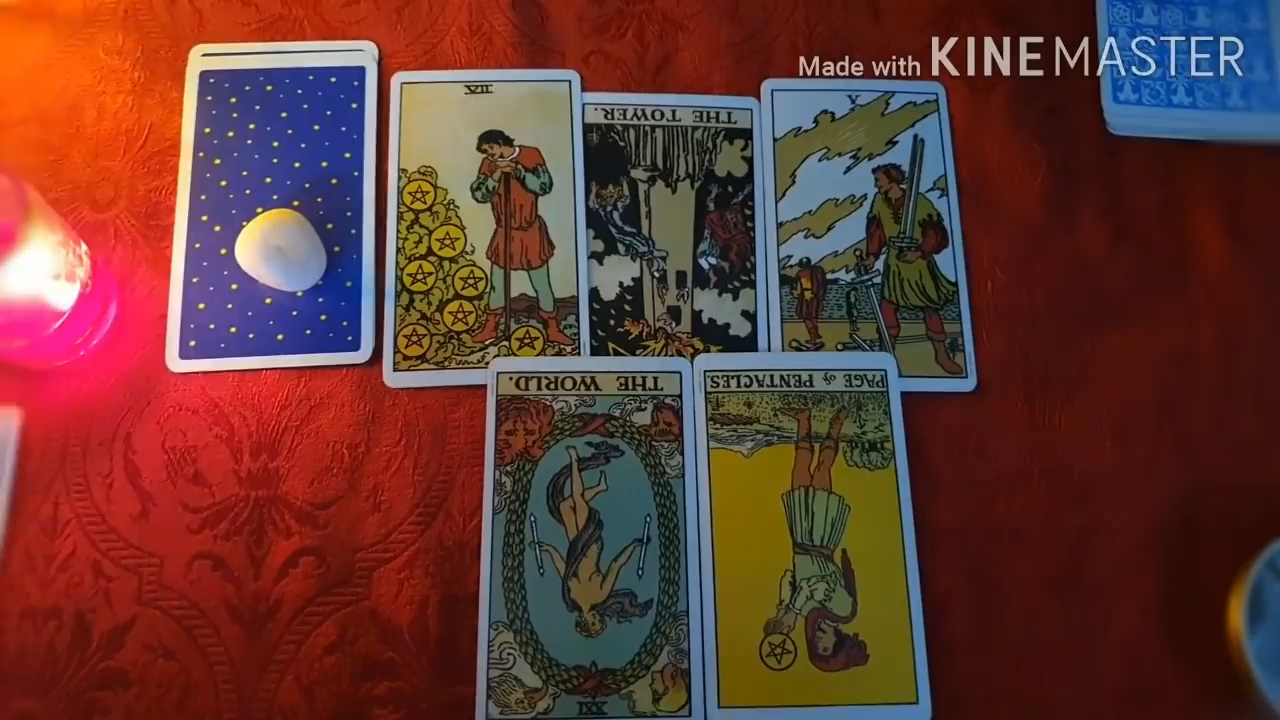 Made with KINEMASTER
VII
THE TOWER.
V
THE WORLD.
PAGE of PENTACLES.
XXI